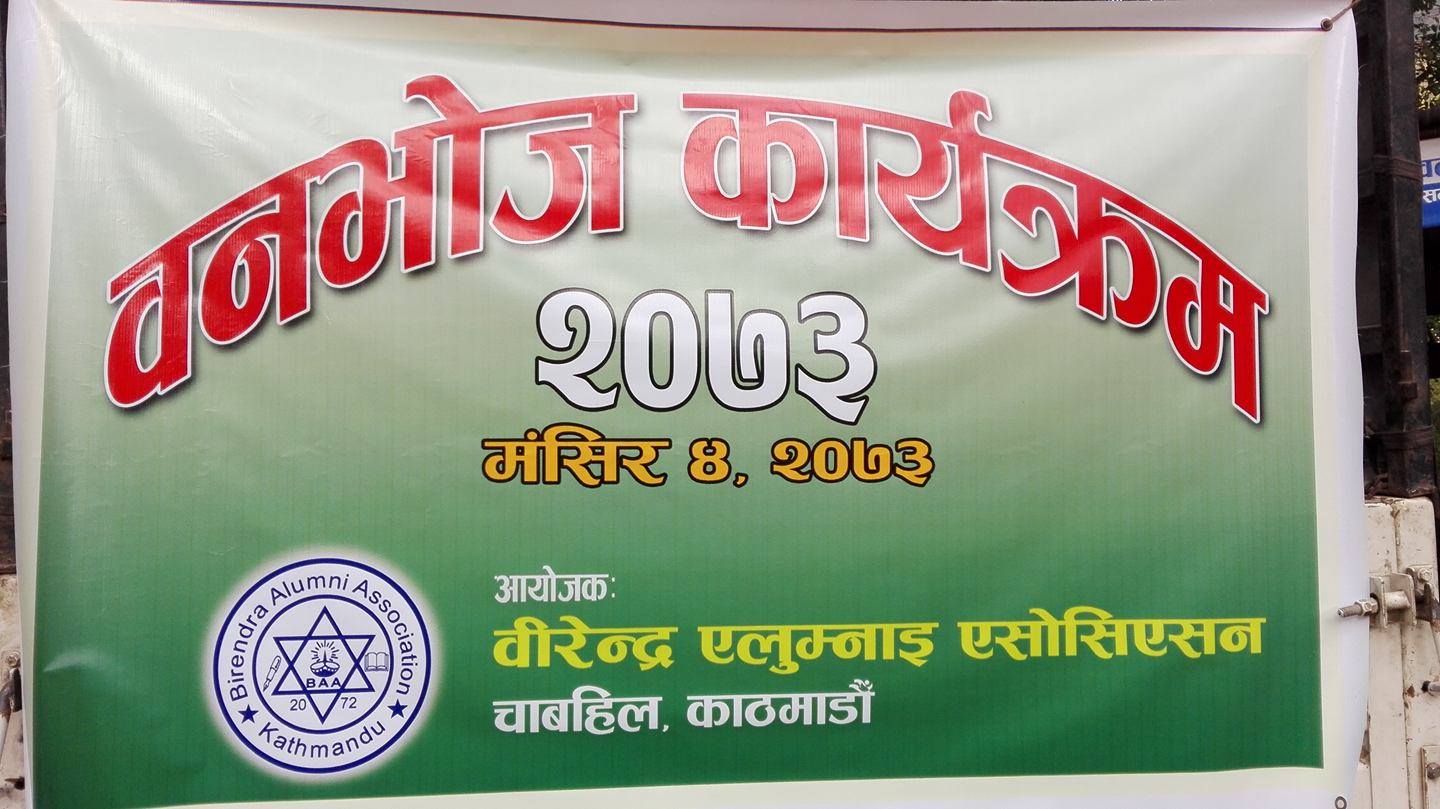 वनभोज कार्यक्रम
२०७३
मंसिर ४, २०७३
आयोजक:
वीरेन्द्र एलुम्नाइ एसोसिएसन
चाबहिल, काठमाडौँ
Birendra Alumni Association
BAA
20 72
Kathmandu